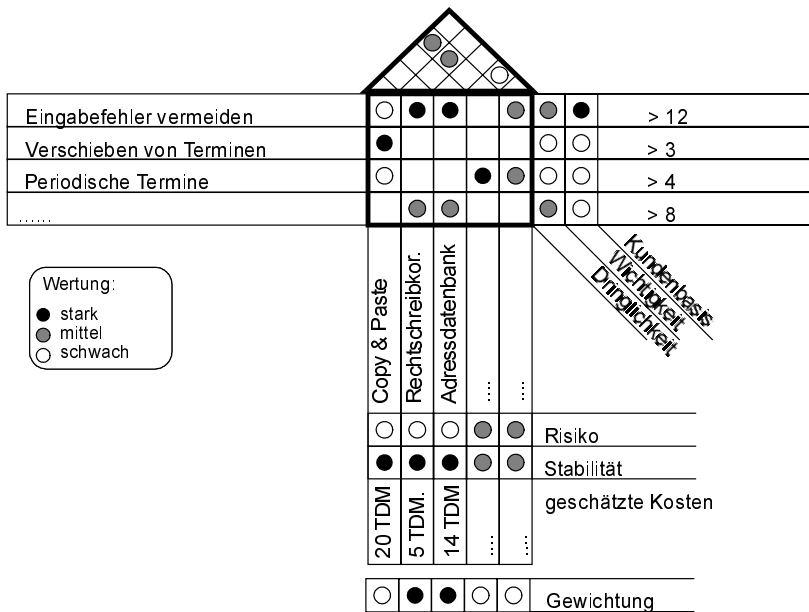 Eingabefehler vermeiden > 12
Verschieben von Terminen > 3
Periodische Termine > 4
...... > 8
Kundenbasis
Wichtigkeit
Dringlichkeit
Wertung:
stark
mittel
schwach
Copy & Paste
Rechtschreibkor.
Adressdatenbank
....
....
Risiko
Stabilität
geschätzte Kosten
20 TDM
5 TDM.
14 TDM
....
....
Gewichtung